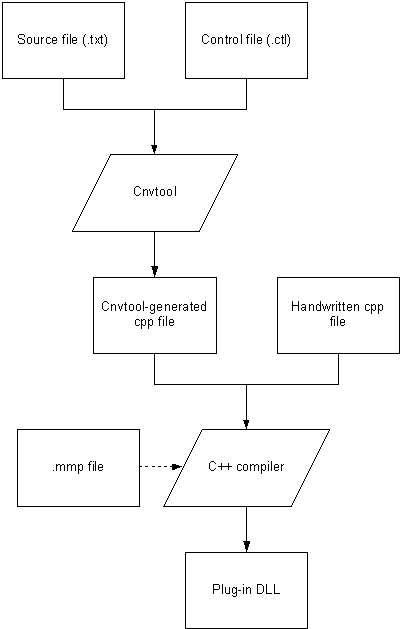 Source file (.txt)
Control file (.ctl)
Cnvtool
Cnvtool-generated
cpp file
Handwritten cpp
file
.mmp file
C++ compiler
Plug-in DLL